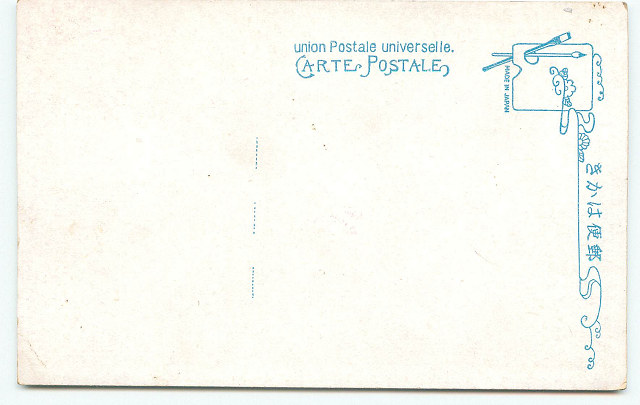 union Postale universelle.
CARTE POSTALE
MADE IN JAPAN
郵便はかき